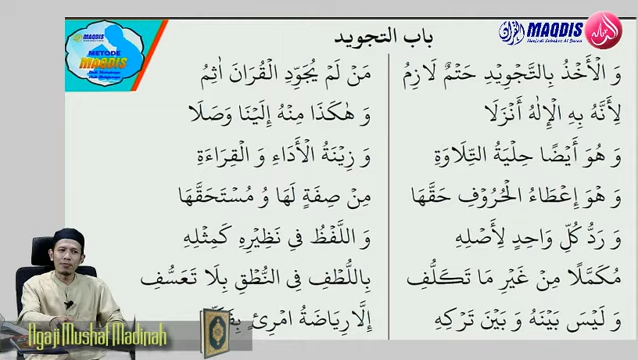 باب التجويد
METODE
MAQDIS
MAQDIS
وَ الْأَخْذُ بِالتَّجْوِيْدِ حَتْمٌ لَازِمُ مَنْ لَمْ يُجَوِّدِ الْقُرَانَ اٰثِمُ
لِأَنَّهُ بِهِ الْإِلٰهُ أَنْزَلَا وَ هٰكَذَا مِنْهُ إِلَيْنَا وَصَلَا
وَ هُوَ أَيْضًا حِلْيَةُ التِّلَاوَةِ وَ زِيْنَةُ الْأَدَاءِ وَ الْقِرَاءَةِ
وَ هْوَ إِعْطَاءُ الْحُرُوْفِ حَقَّهَا مِنْ صِفَةٍ لَهَا وُ مُسْتَحَقَّهَا
وَ رَدُّ كُلِّ وَاحِدٍ لِأَصْلِهِ وَ اللَّفْظُ فِي نَظِيْرِهِ كَمِثْلِهِ
مُكَمَّلًا مِنْ غَيْرِ مَا تَكَلُّفِ بِاللُّطْفِ فِي النُّطْقِ بِلَا تَعَسُّفِ
وَ لَيْسَ بَيْنَهُ وَ بَيْنَ تَرْكِهِ إِلَّا رِيَاضَةُ امْرِئٍ
Ngaji Mushaf Madinah